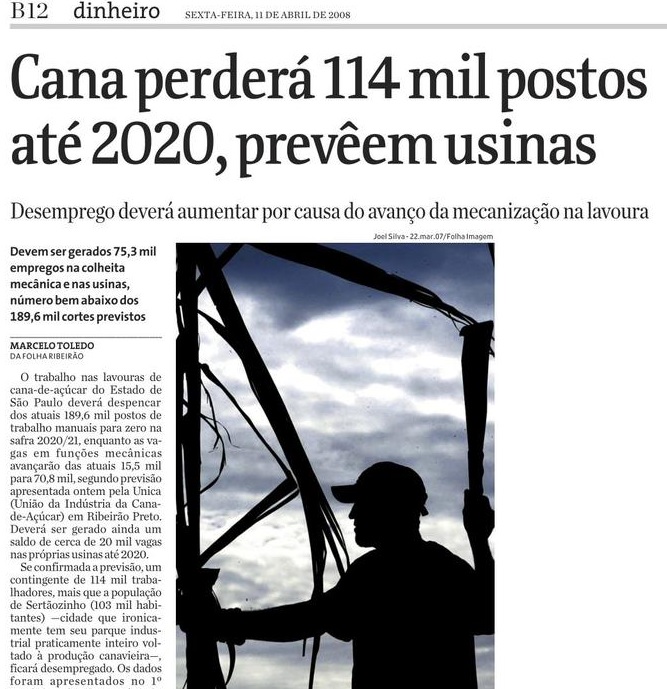 B12 dinheiro SEXTA-FEIRA, 11 DE ABRIL DE 2008
Cana perderá 114 mil postos
até 2020, prevêem usinas
Desemprego deverá aumentar por causa do avanço da mecanização na lavoura
Joel Silva - 22.mar.07/Folha Imagem
Devem ser gerados 75,3 mil
empregos na colheita
mecânica e nas usinas,
número bem abaixo dos
189,6 mil cortes previstos
MARCELO TOLEDO
DA FOLHA RIBEIRÃO
O trabalho nas lavouras de
cana-de-açúcar do Estado de
São Paulo deverá despencar
dos atuais 189,6 mil postos de
trabalho manuais para zero na
safra 2020/21, enquanto as va-
gas em funções mecânicas
avançarão das atuais 15,5 mil
para 70,8 mil, segundo previsão
apresentada ontem pela Unica
(União da Indústria da Cana-
de-Açúcar) em Ribeirão Preto.
Deverá ser gerado ainda um
saldo de cerca de 20 mil vagas
nas próprias usinas até 2020.
Se confirmada a previsão, um
contingente de 114 mil traba-
lhadores, mais que a população
de Sertãozinho (103 mil habi-
tantes) —cidade que ironica-
mente tem seu parque indus-
trial praticamente inteiro vol-
tado à produção canavieira—,
ficará desempregado. Os dados
foram apresentados no 1º